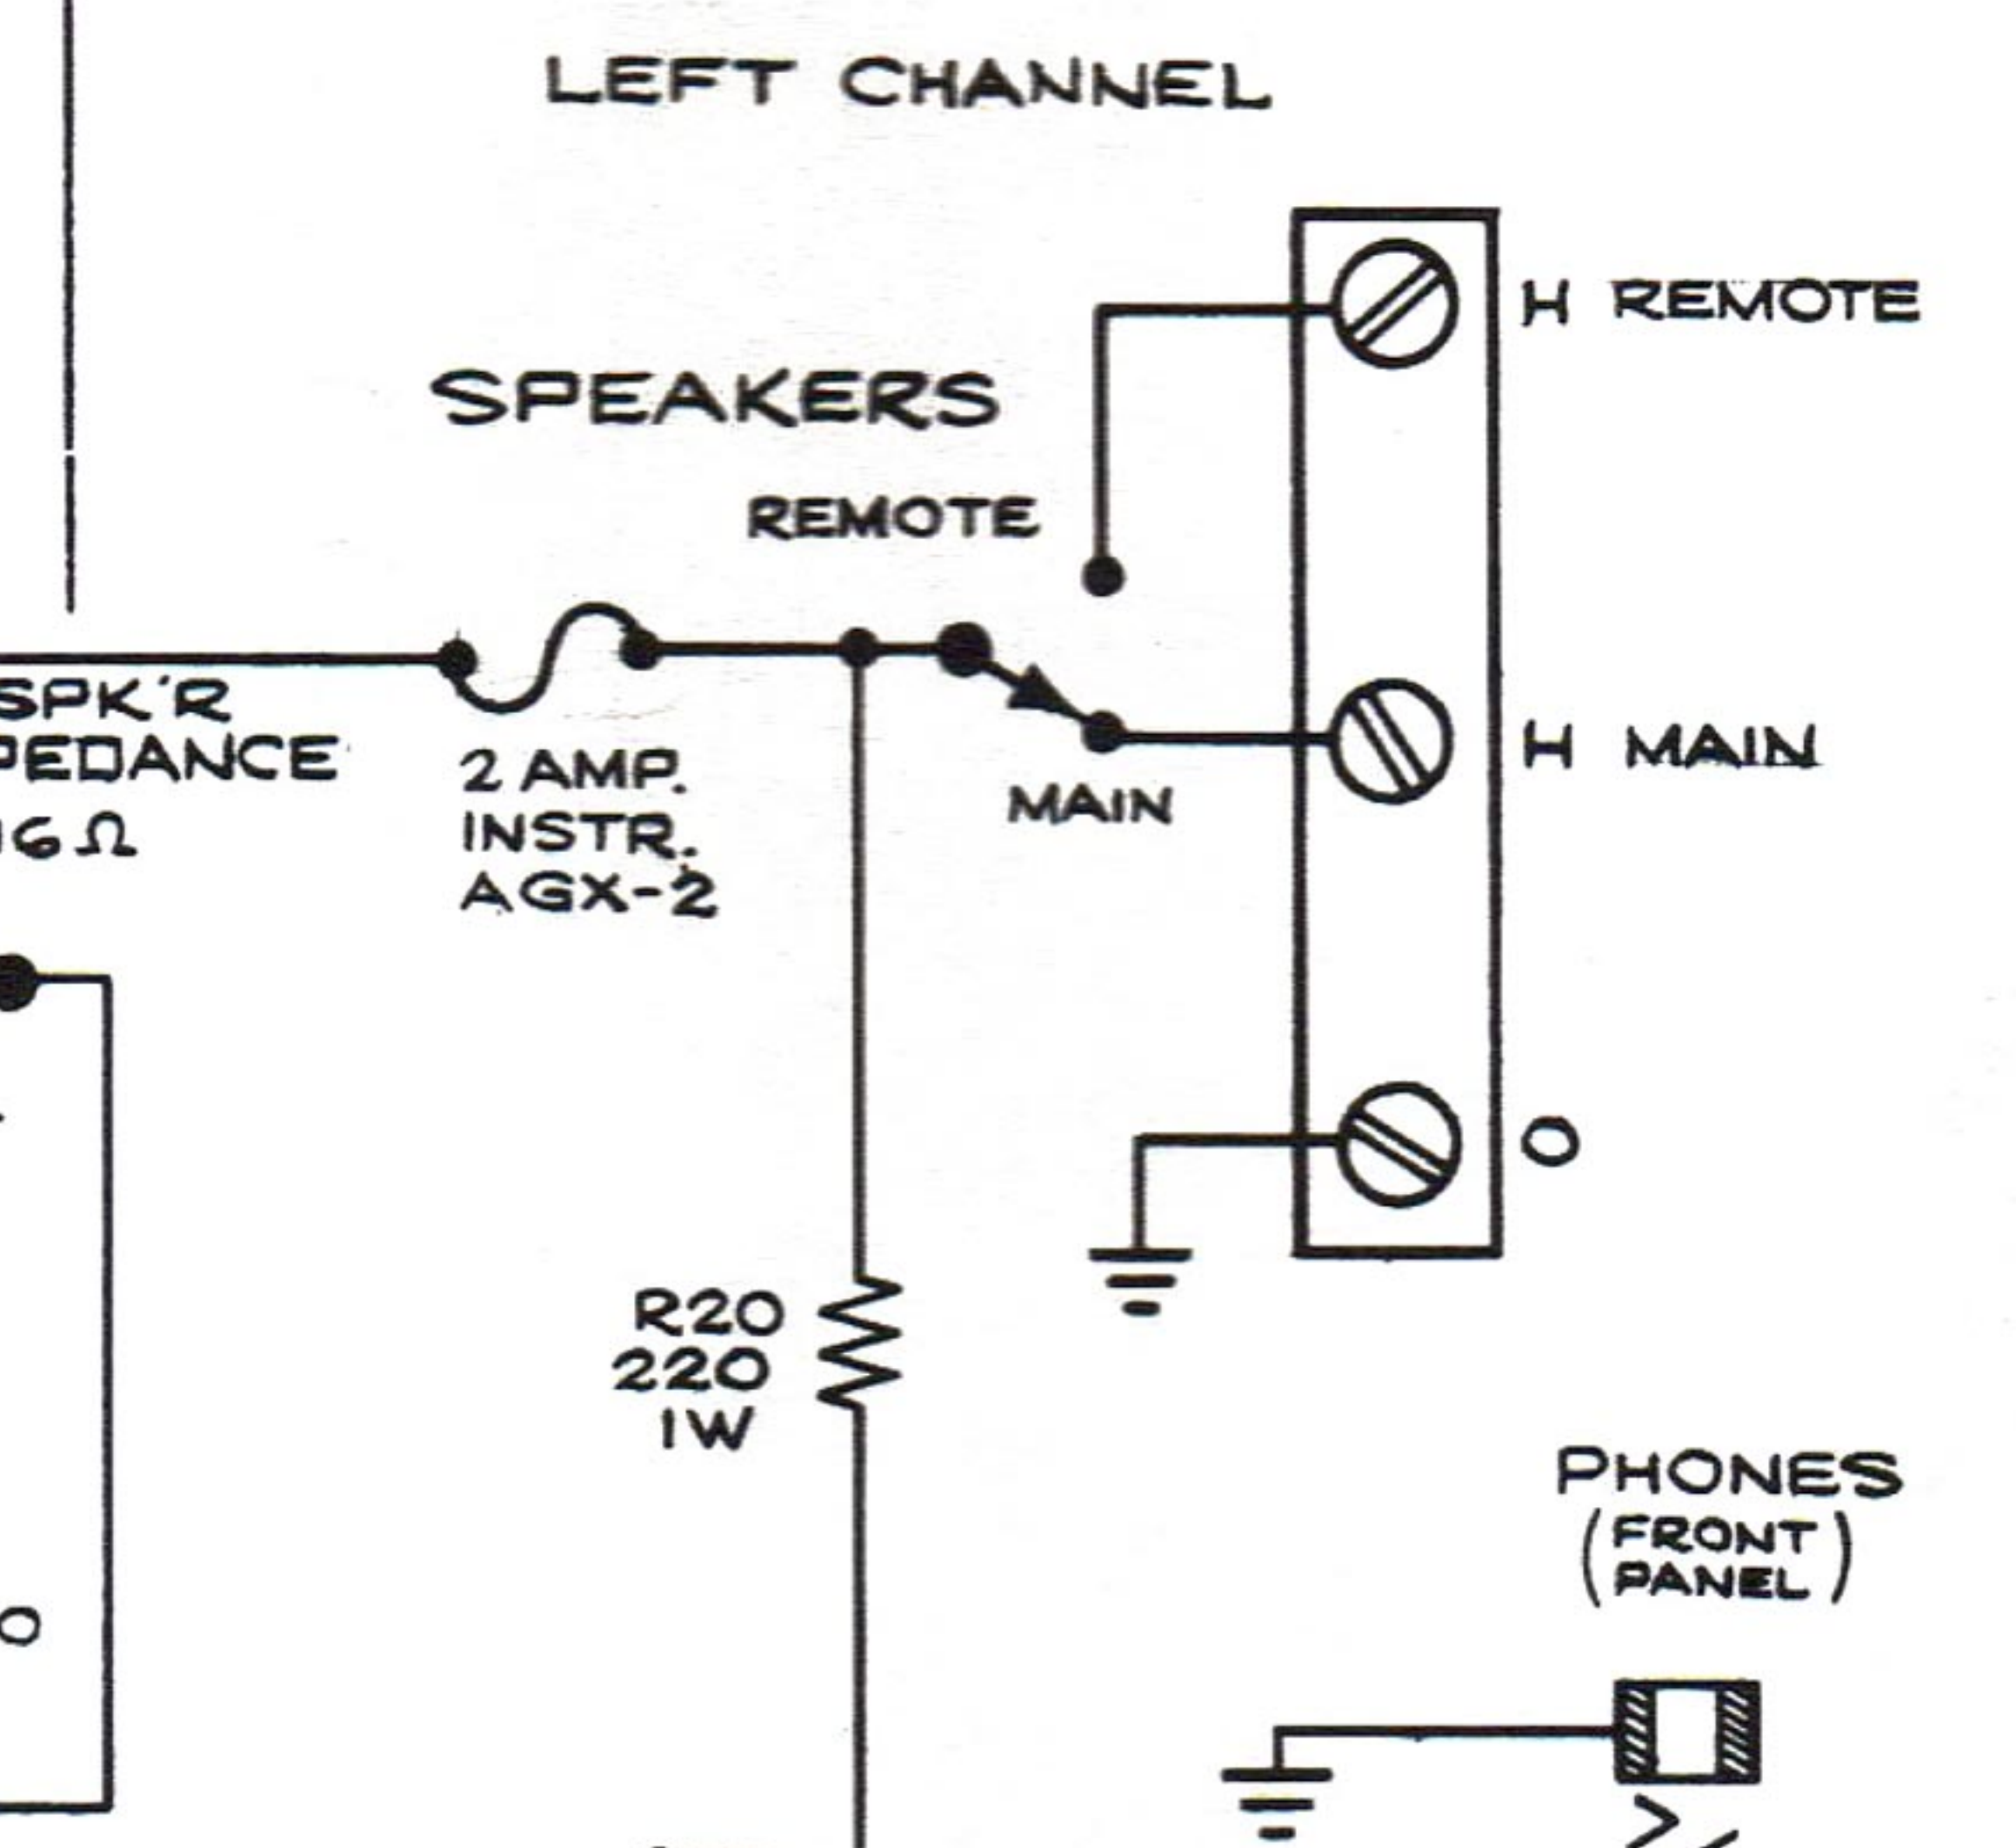 LEFT CHANNEL
H REMOTE
SPEAKERS
REMOTE
SPK'R
PEDANCE
16Ω
2 AMP.
INSTR.
AGX-2
H MAIN
MAIN
O
R20
220
1W
PHONES
(FRONT
PANEL)
O